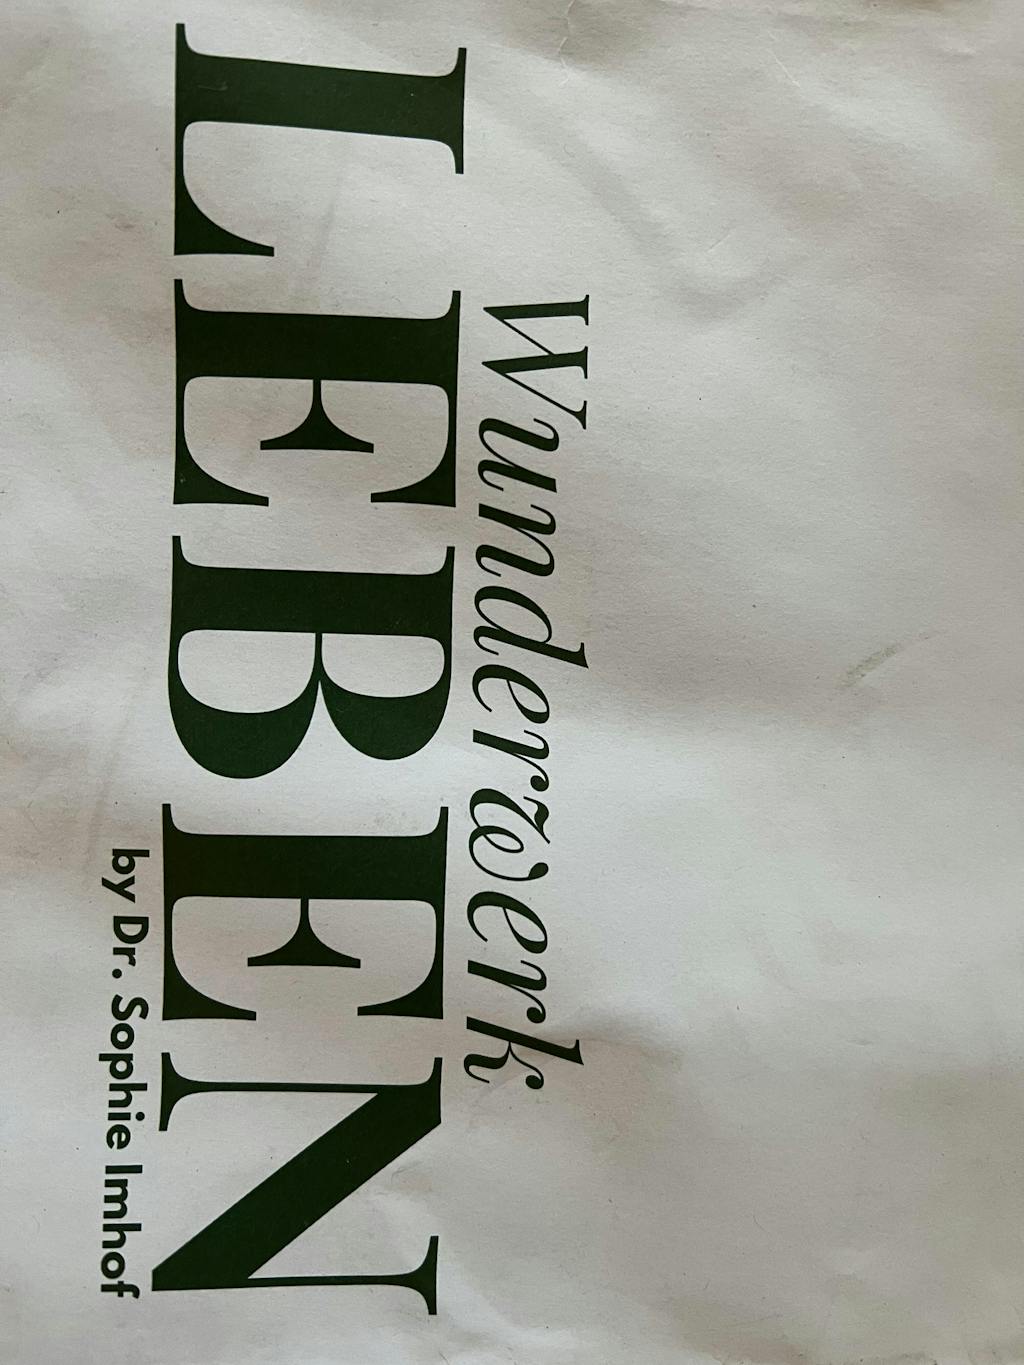 Wunderwerk
LEBEN
by Dr. Sophie Imhof